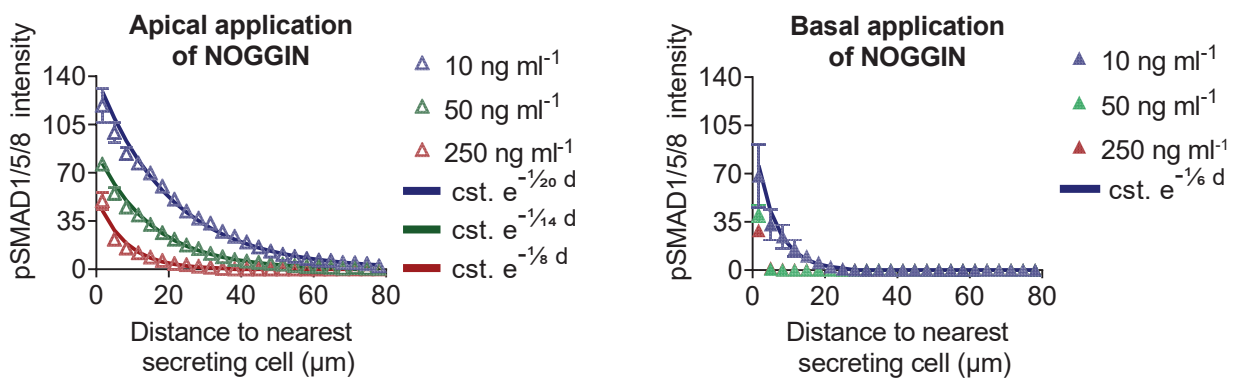 Apical application
of NOGGIN
pSMAD1/5/8 intensity
140
105
70
35
0
0 20 40 60 80
Distance to nearest
secreting cell (µm)
10 ng ml⁻¹
50 ng ml⁻¹
250 ng ml⁻¹
cst. e⁻¹⁄₂₀ ᵈ
cst. e⁻¹⁄₁₄ ᵈ
cst. e⁻¹⁄₈ ᵈ
Basal application
of NOGGIN
pSMAD1/5/8 intensity
140
105
70
35
0
0 20 40 60 80
Distance to nearest
secreting cell (µm)
10 ng ml⁻¹
50 ng ml⁻¹
250 ng ml⁻¹
cst. e⁻¹⁄₆ ᵈ